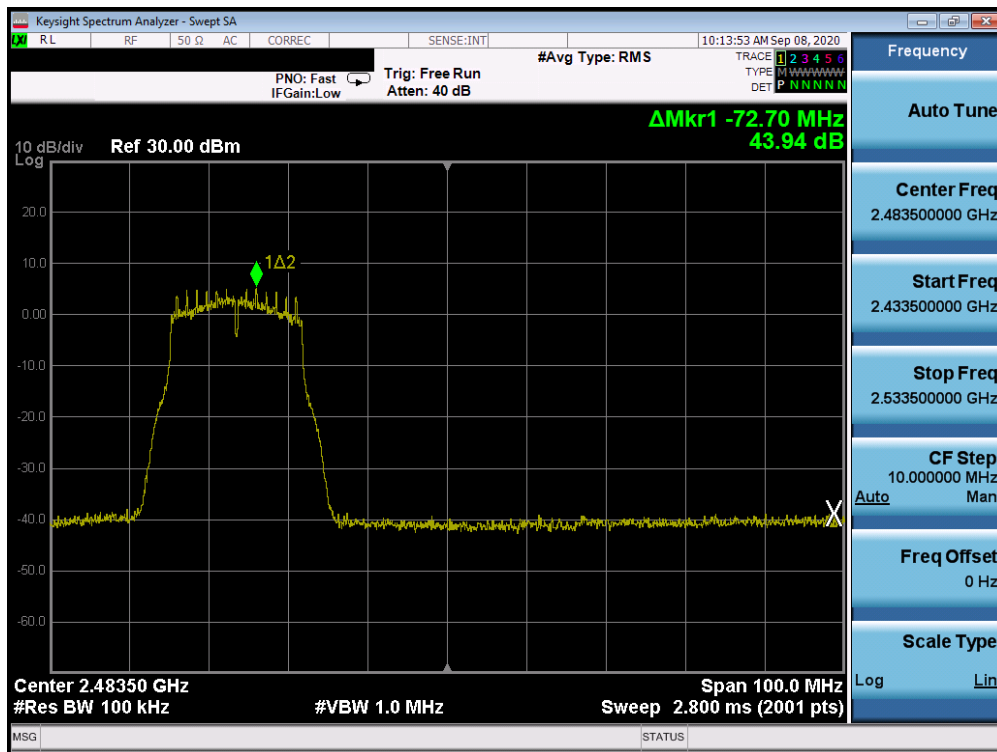 Keysight Spectrum Analyzer - Swept SA
LXI RL RF 50 Ω AC CORREC SENSE:INT 10:13:53 AM Sep 08, 2020
#Avg Type: RMS
TRACE 1 2 3 4 5 6
PNO: Fast Trig: Free Run
TYPE M WWWWW
IFGain:Low Atten: 40 dB
DET P N N N N N
ΔMkr1 -72.70 MHz
43.94 dB
10 dB/div Ref 30.00 dBm
Log
20.0
1Δ2
10.0
0.00
-10.0
-20.0
-30.0
-40.0
X
-50.0
-60.0
Center 2.48350 GHz Span 100.0 MHz
#Res BW 100 kHz #VBW 1.0 MHz Sweep 2.800 ms (2001 pts)
MSG STATUS
Frequency
Auto Tune
Center Freq
2.483500000 GHz
Start Freq
2.433500000 GHz
Stop Freq
2.533500000 GHz
CF Step
10.000000 MHz
Auto Man
Freq Offset
0 Hz
Scale Type
Log Lin